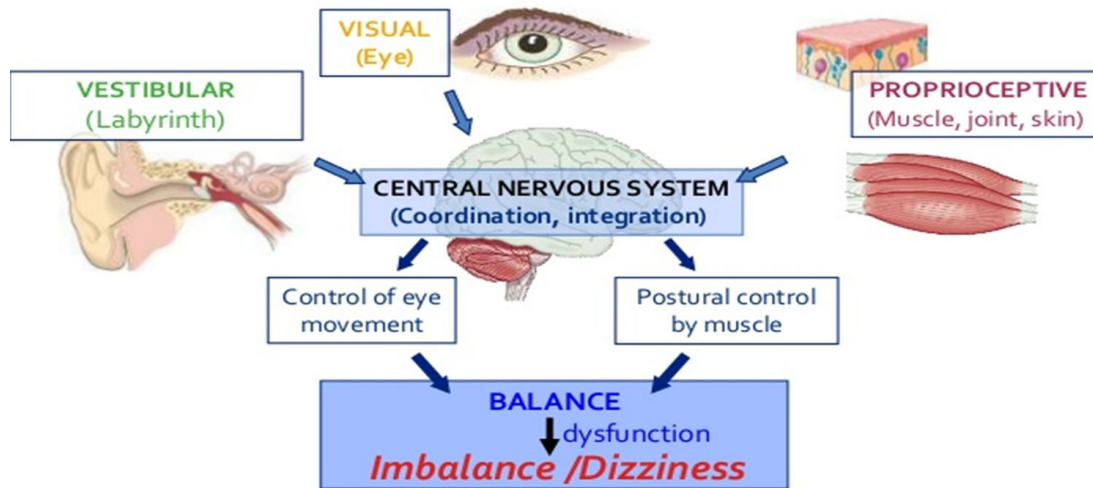 VISUAL
(Eye)
VESTIBULAR
(Labyrinth)
PROPRIOCEPTIVE
(Muscle, joint, skin)
CENTRAL NERVOUS SYSTEM
(Coordination, integration)
Control of eye
movement
Postural control
by muscle
BALANCE
dysfunction
Imbalance /Dizziness